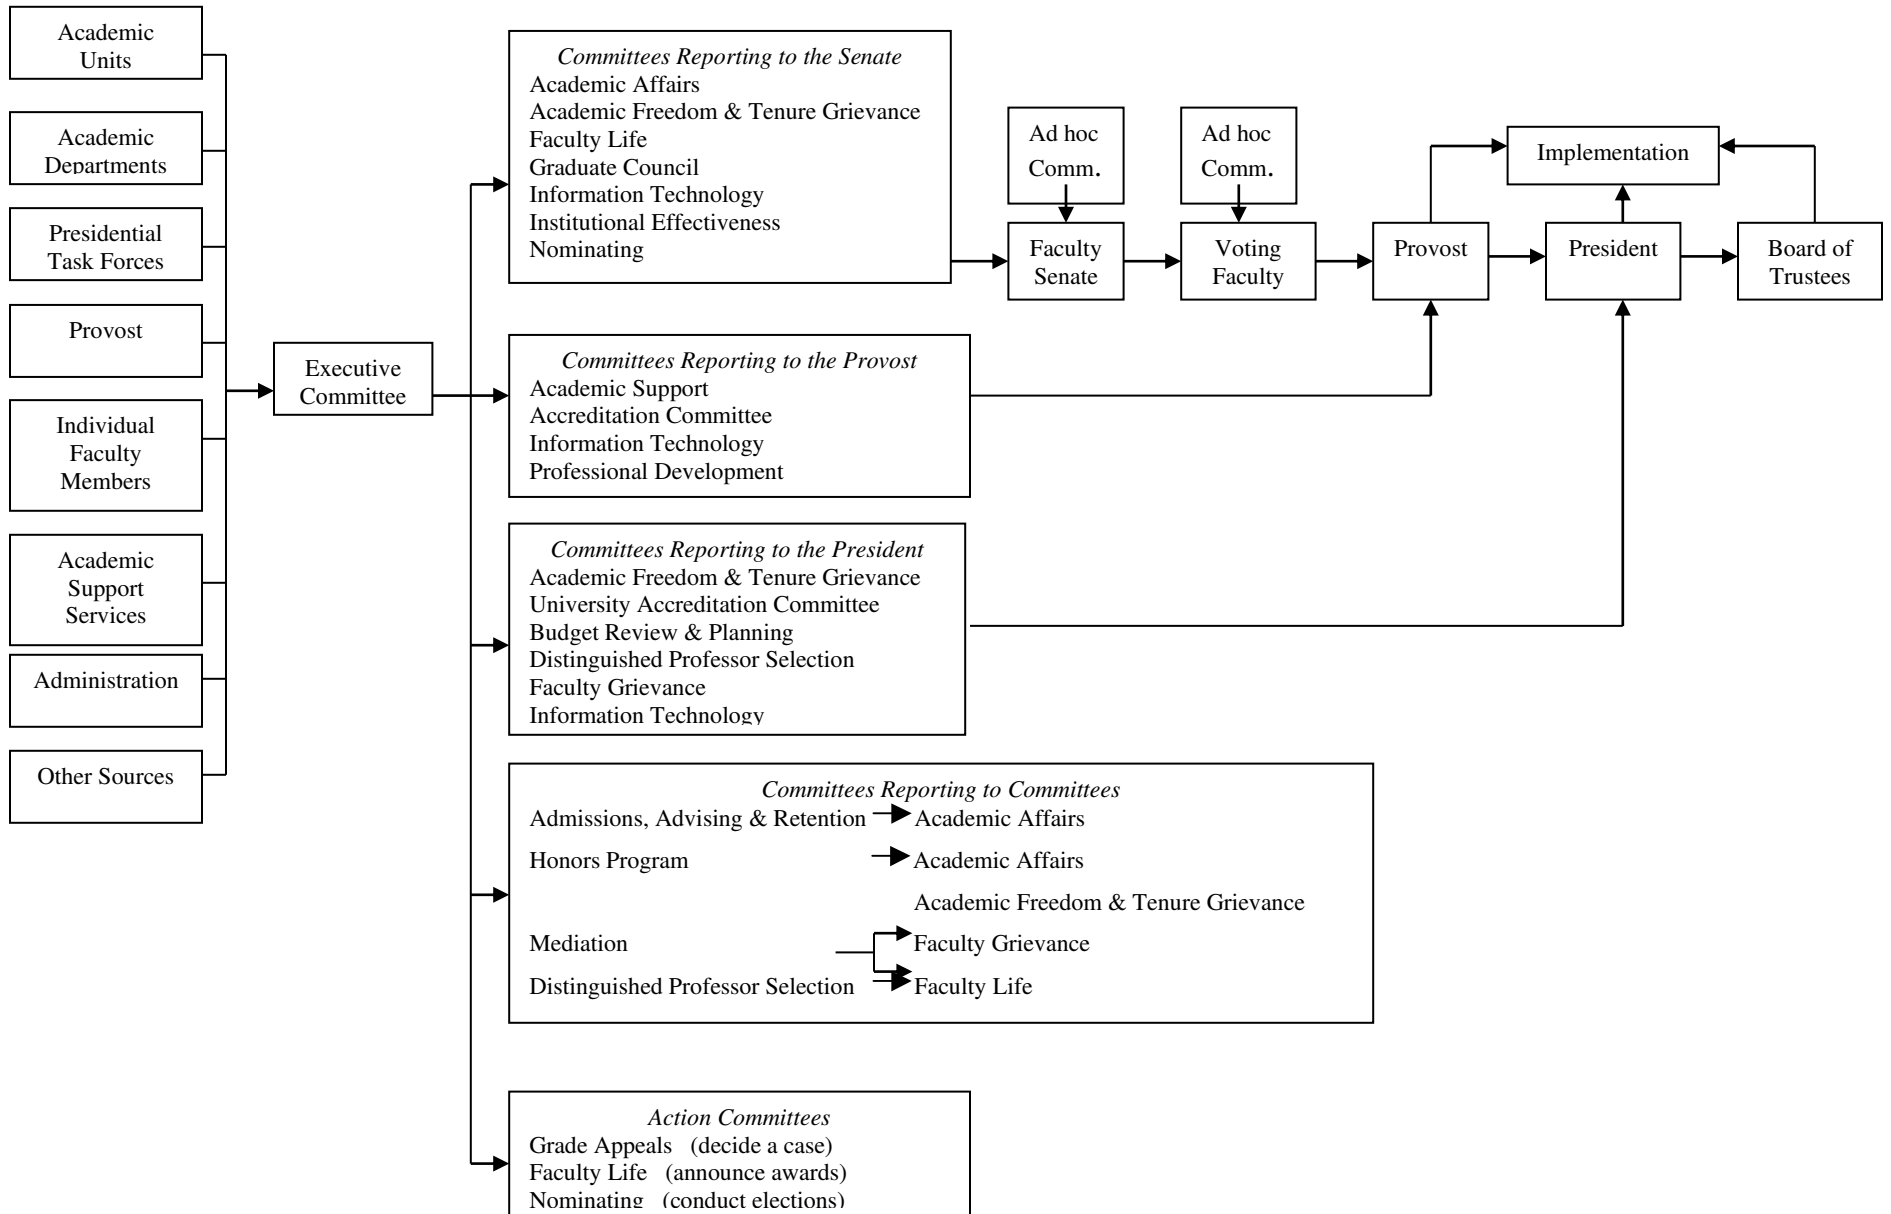 Academic
Units
Academic
Departments
Presidential
Task Forces
Provost
Individual
Faculty
Members
Academic
Support
Services
Administration
Other Sources
Executive
Committee
Committees Reporting to the Senate
Academic Affairs
Academic Freedom & Tenure Grievance
Faculty Life
Graduate Council
Information Technology
Institutional Effectiveness
Nominating
Committees Reporting to the Provost
Academic Support
Accreditation Committee
Information Technology
Professional Development
Committees Reporting to the President
Academic Freedom & Tenure Grievance
University Accreditation Committee
Budget Review & Planning
Distinguished Professor Selection
Faculty Grievance
Information Technology
Committees Reporting to Committees
Admissions, Advising & Retention Academic Affairs
Honors Program Academic Affairs
Academic Freedom & Tenure Grievance
Mediation Faculty Grievance
Distinguished Professor Selection Faculty Life
Action Committees
Grade Appeals (decide a case)
Faculty Life (announce awards)
Nominating (conduct elections)
Ad hoc
Comm.
Faculty
Senate
Ad hoc
Comm.
Voting
Faculty
Provost
Implementation
President
Board of
Trustees